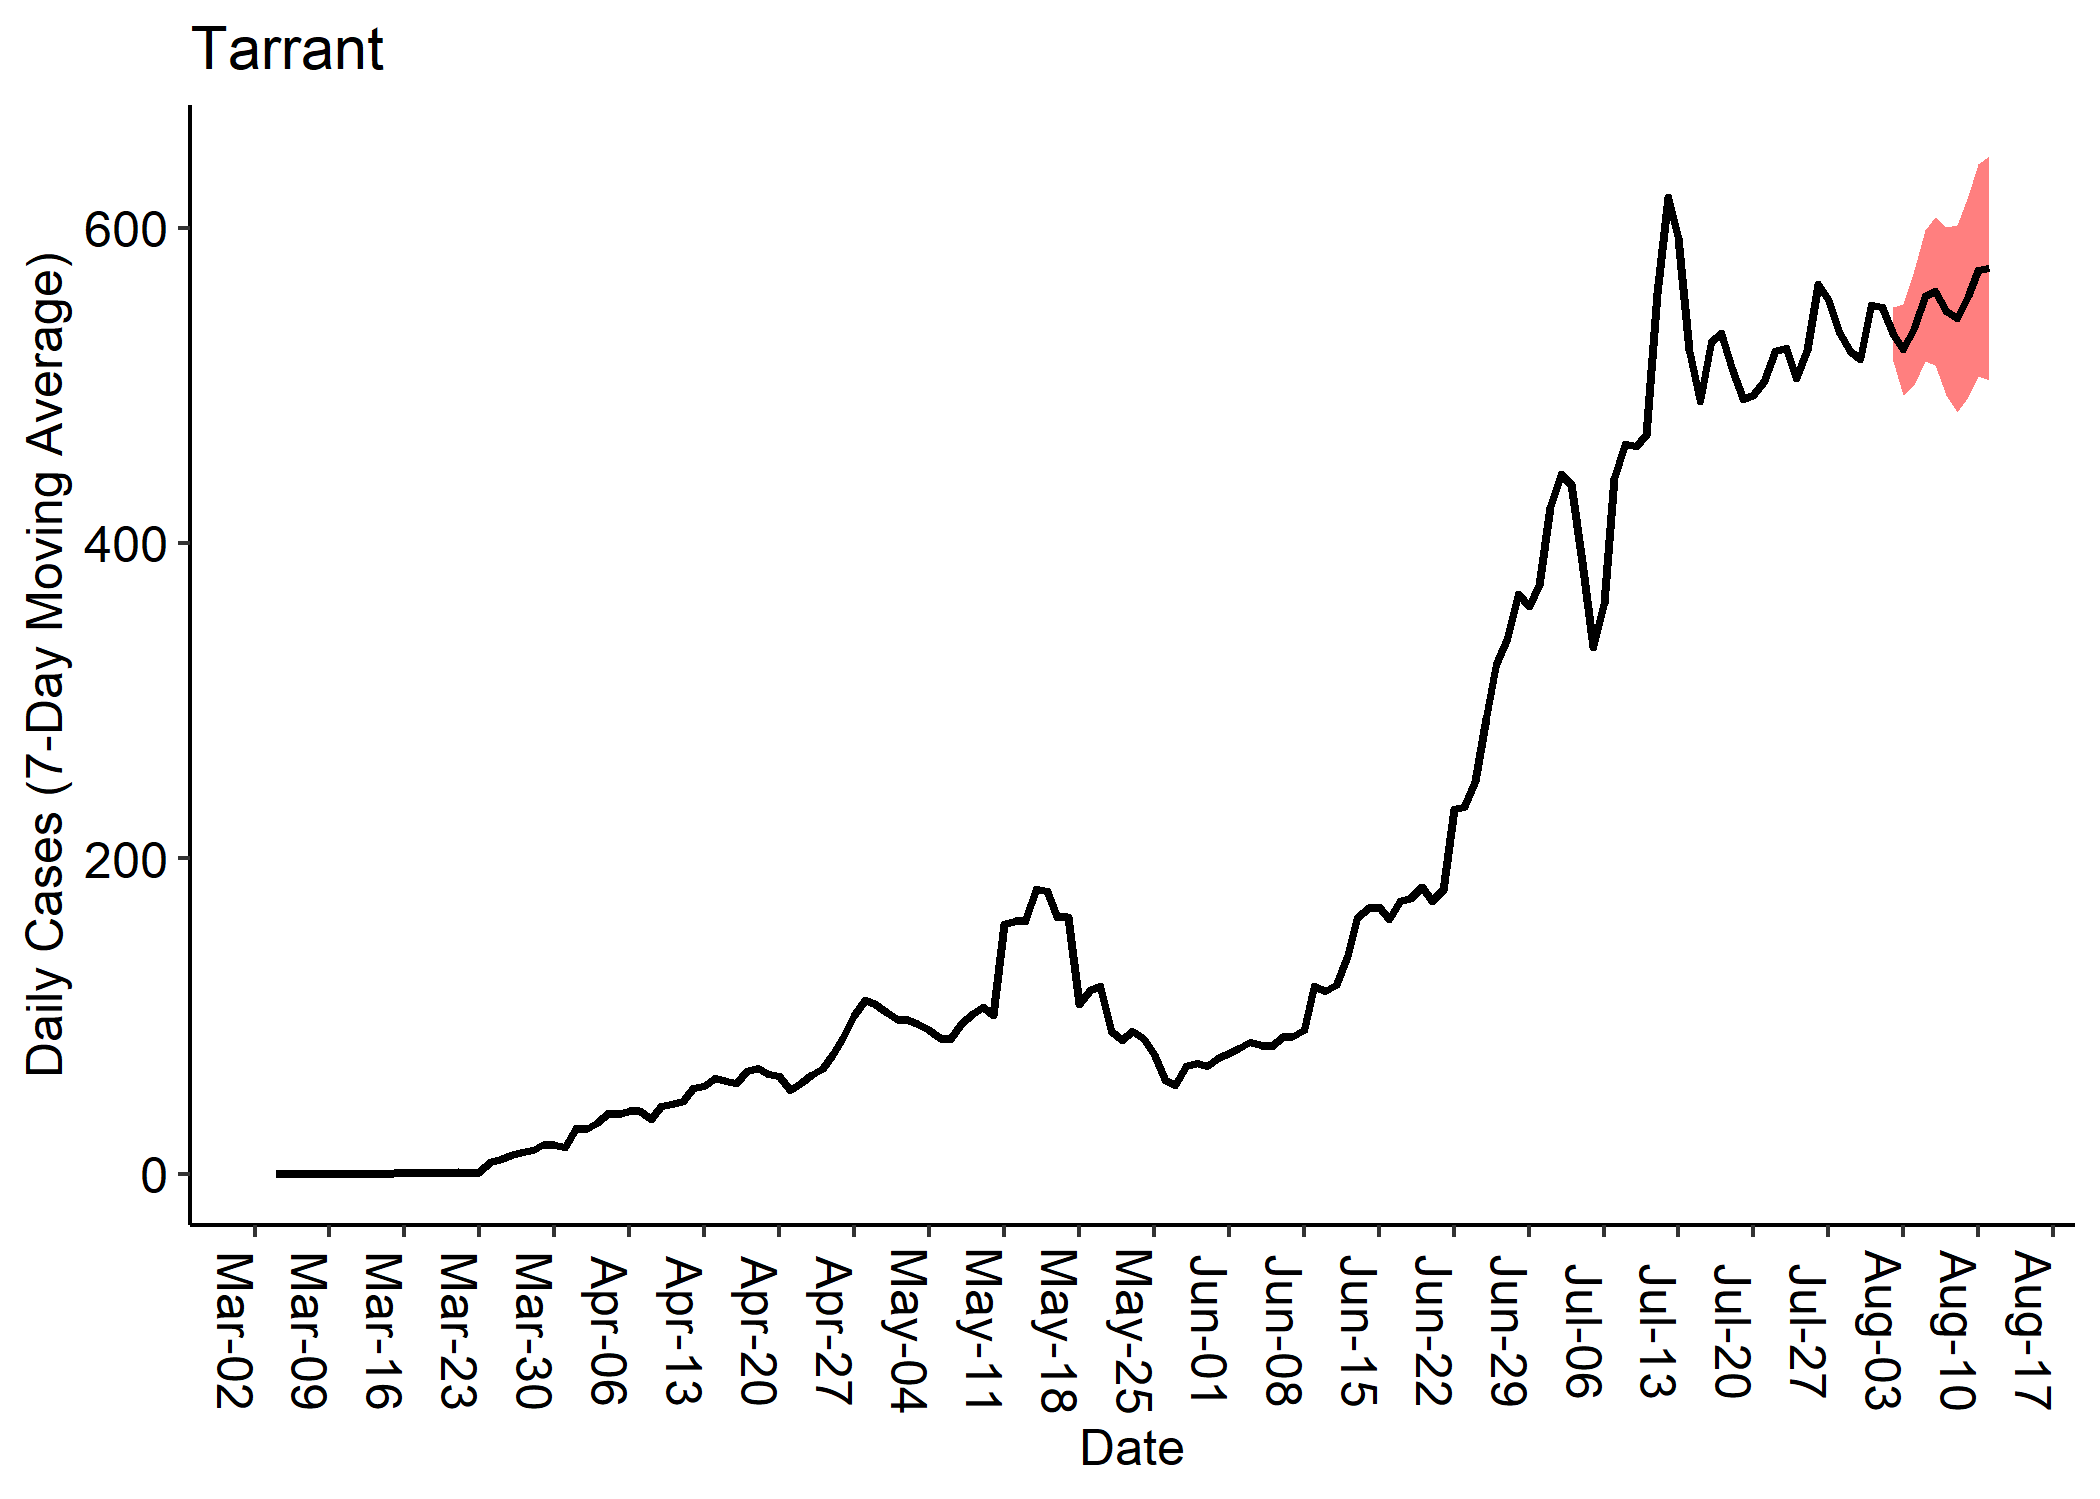 Tarrant
Daily Cases (7-Day Moving Average)
600
400
200
0
Mar-02
Mar-09
Mar-16
Mar-23
Mar-30
Apr-06
Apr-13
Apr-20
Apr-27
May-04
May-11
May-18
May-25
Jun-01
Jun-08
Jun-15
Jun-22
Jun-29
Jul-06
Jul-13
Jul-20
Jul-27
Aug-03
Aug-10
Aug-17
Date